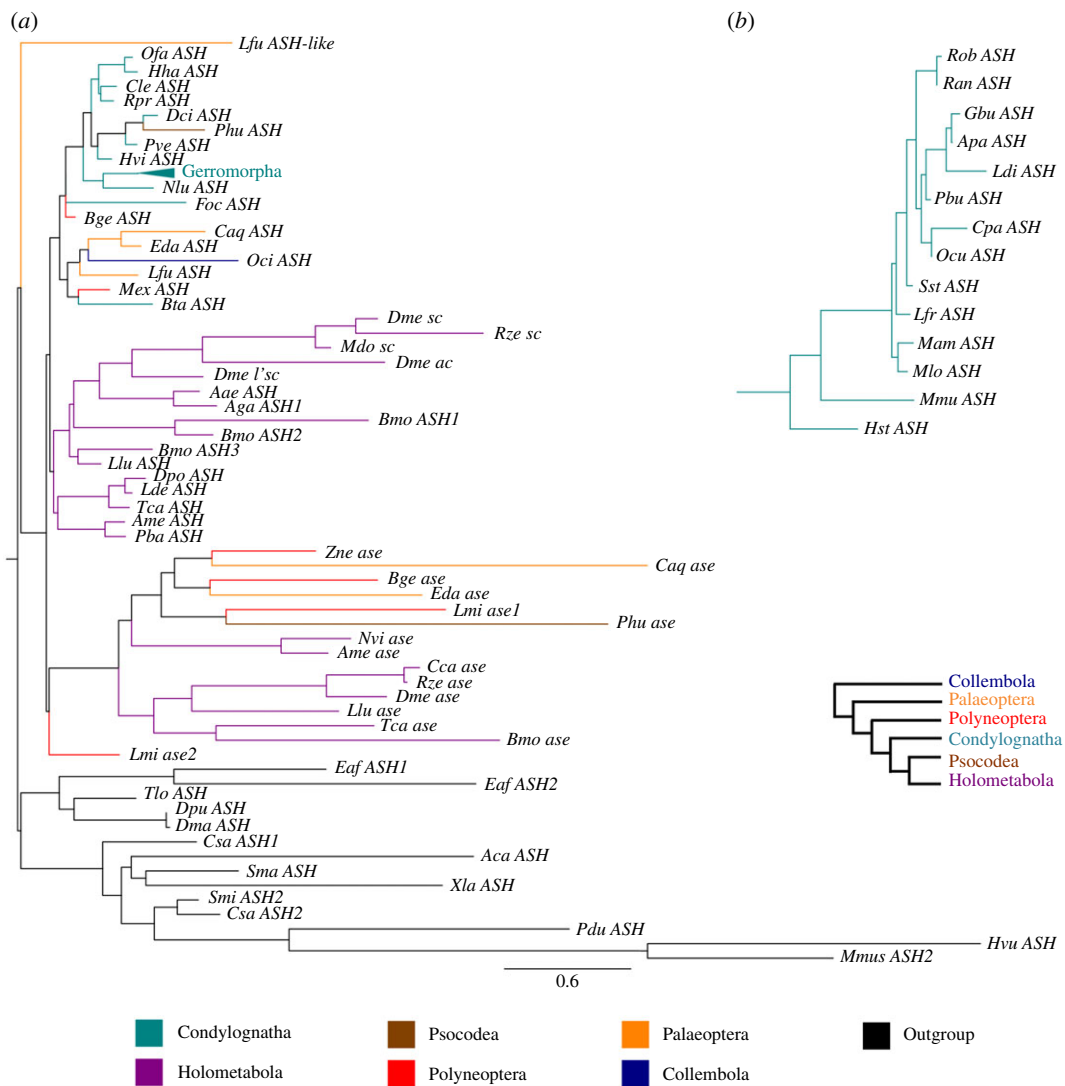 (a)
Lfu ASH-like
Ofa ASH
Hha ASH
Cle ASH
Rpr ASH
Dci ASH
Phu ASH
Pve ASH
Hvi ASH
Gerromorpha
Nlu ASH
Foc ASH
Bge ASH
Caq ASH
Eda ASH
Oci ASH
Lfu ASH
Mex ASH
Bta ASH
Dme sc
Rze sc
Mdo sc
Dme ac
Dme l'sc
Aae ASH
Aga ASH1
Bmo ASH1
Bmo ASH2
Bmo ASH3
Llu ASH
Dpo ASH
Lde ASH
Tca ASH
Ame ASH
Pba ASH
Zne ase
Caq ase
Bge ase
Eda ase
Lmi ase1
Phu ase
Nvi ase
Ame ase
Cca ase
Rze ase
Dme ase
Llu ase
Tca ase
Bmo ase
Lmi ase2
Eaf ASH1
Eaf ASH2
Tlo ASH
Dpu ASH
Dma ASH
Csa ASH1
Aca ASH
Sma ASH
Xla ASH
Smi ASH2
Csa ASH2
Pdu ASH
Hvu ASH
Mmus ASH2
0.6
(b)
Rob ASH
Ran ASH
Gbu ASH
Apa ASH
Ldi ASH
Pbu ASH
Cpa ASH
Ocu ASH
Sst ASH
Lfr ASH
Mam ASH
Mlo ASH
Mmu ASH
Hst ASH
Collembola
Palaeoptera
Polyneoptera
Condylognatha
Psocodea
Holometabola
Condylognatha
Psocodea
Palaeoptera
Outgroup
Holometabola
Polyneoptera
Collembola